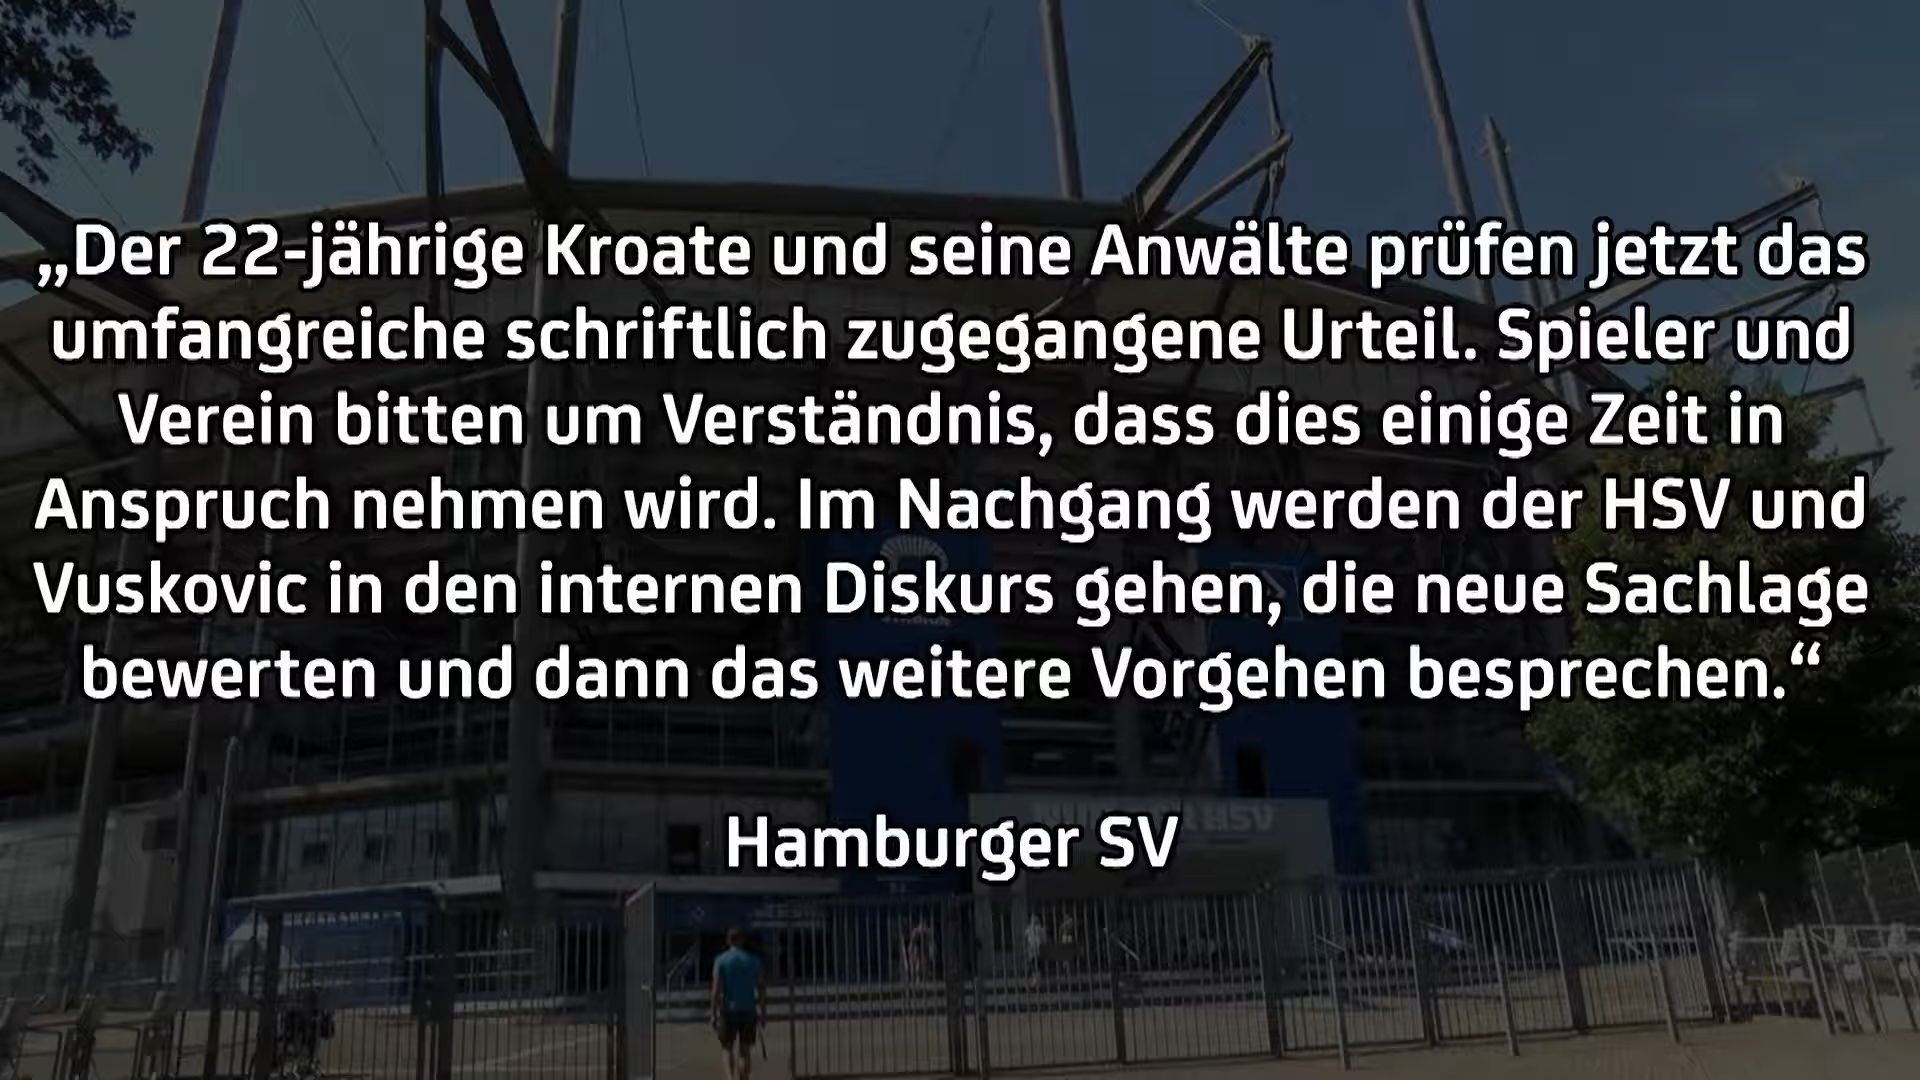 „Der 22-jährige Kroate und seine Anwälte prüfen jetzt das
umfangreiche schriftlich zugegangene Urteil. Spieler und
Verein bitten um Verständnis, dass dies einige Zeit in
Anspruch nehmen wird. Im Nachgang werden der HSV und
Vuskovic in den internen Diskurs gehen, die neue Sachlage
bewerten und dann das weitere Vorgehen besprechen.“
Hamburger SV